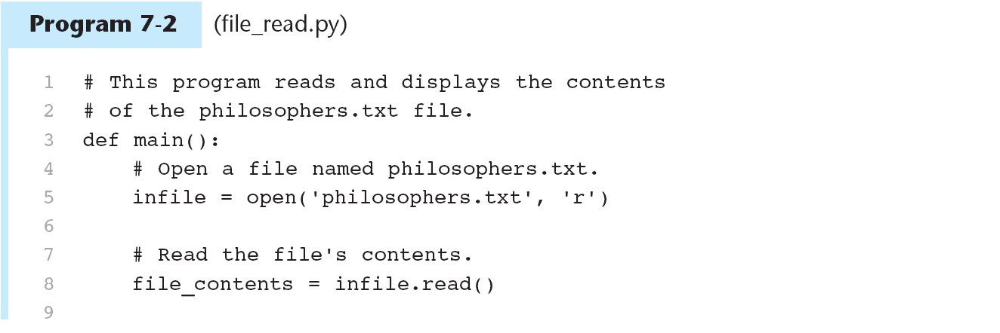 Program 7-2 (file_read.py)
1 # This program reads and displays the contents
2 # of the philosophers.txt file.
3 def main():
4     # Open a file named philosophers.txt.
5     infile = open('philosophers.txt', 'r')
6
7     # Read the file's contents.
8     file_contents = infile.read()
9